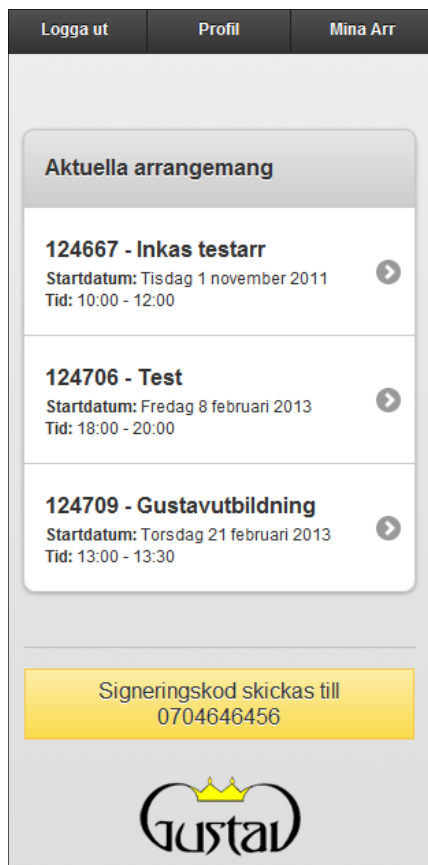 Logga ut Profil Mina Arr
Aktuella arrangemang
124667 - Inkas testarr
Startdatum: Tisdag 1 november 2011
Tid: 10:00 - 12:00
124706 - Test
Startdatum: Fredag 8 februari 2013
Tid: 18:00 - 20:00
124709 - Gustavutbildning
Startdatum: Torsdag 21 februari 2013
Tid: 13:00 - 13:30
Signeringskod skickas till
0704646456
Gustav